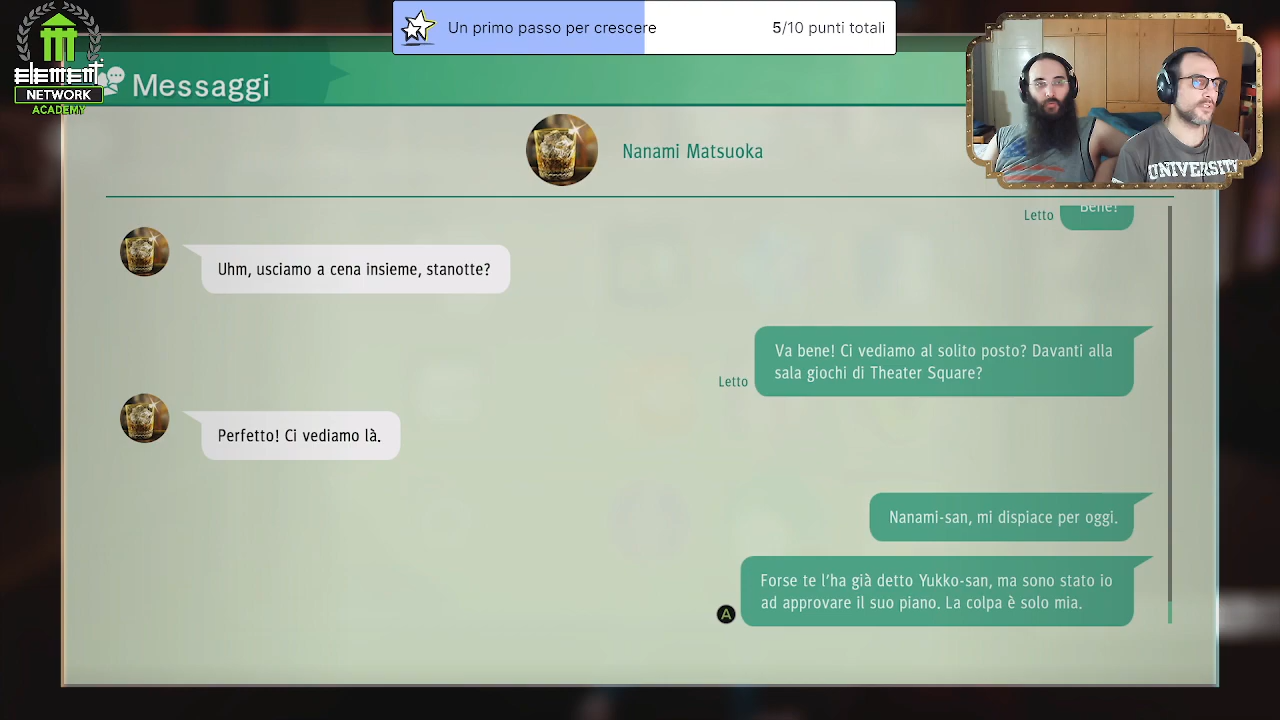 Un primo passo per crescere
5/10 punti totali
ELEMENT
NETWORK
ACADEMY
Messaggi
UNIVERSITY
Nanami Matsuoka
Bene!
Letto
Uhm, usciamo a cena insieme, stanotte?
Va bene! Ci vediamo al solito posto? Davanti alla
sala giochi di Theater Square?
Letto
Perfetto! Ci vediamo là.
Nanami-san, mi dispiace per oggi.
Forse te l'ha già detto Yukko-san, ma sono stato io
ad approvare il suo piano. La colpa è solo mia.
A